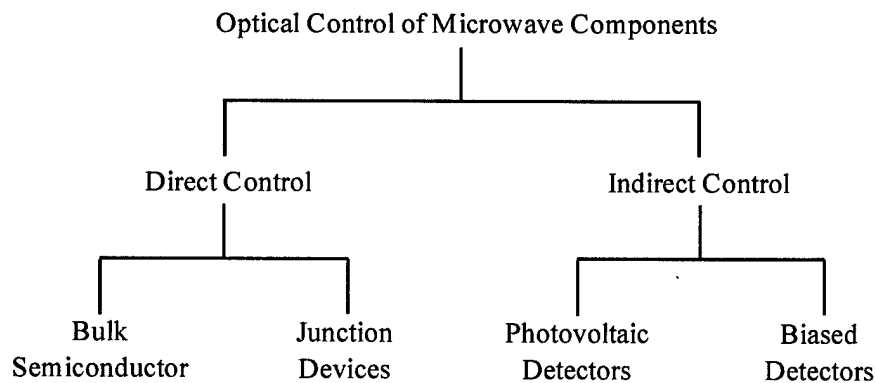 Optical Control of Microwave Components
Direct Control
Indirect Control
Bulk
Semiconductor
Junction
Devices
Photovoltaic
Detectors
Biased
Detectors